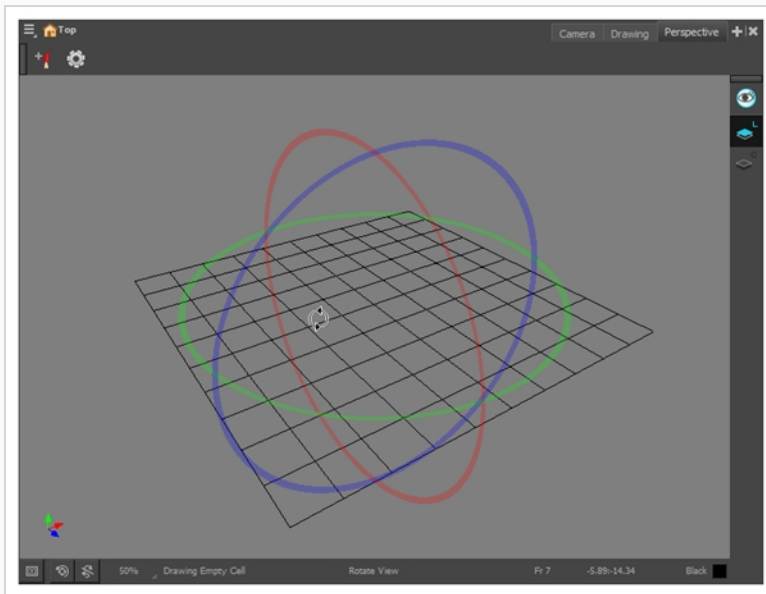 Top
Camera Drawing Perspective
L
C
50% Drawing Empty Cell Rotate View Fr 7 -5.89:-14.34 Black